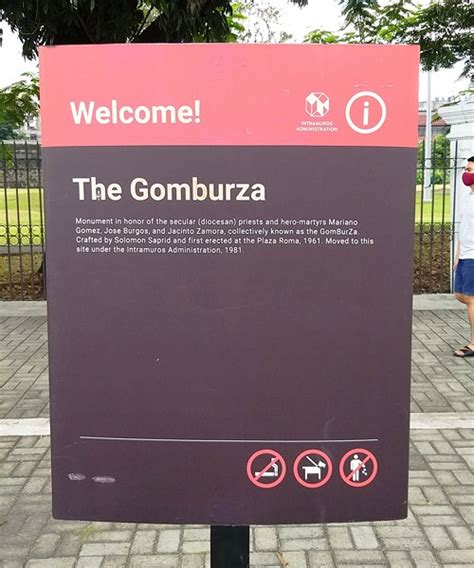 Welcome!
INTRAMUROS
ADMINISTRATION
i
The Gomburza
Monument in honor of the secular (diocesan) priests and hero-martyrs Mariano
Gomez, Jose Burgos, and Jacinto Zamora, collectively known as the GomBurZa.
Crafted by Solomon Saprid and first erected at the Plaza Roma, 1961. Moved to this
site under the Intramuros Administration, 1981.